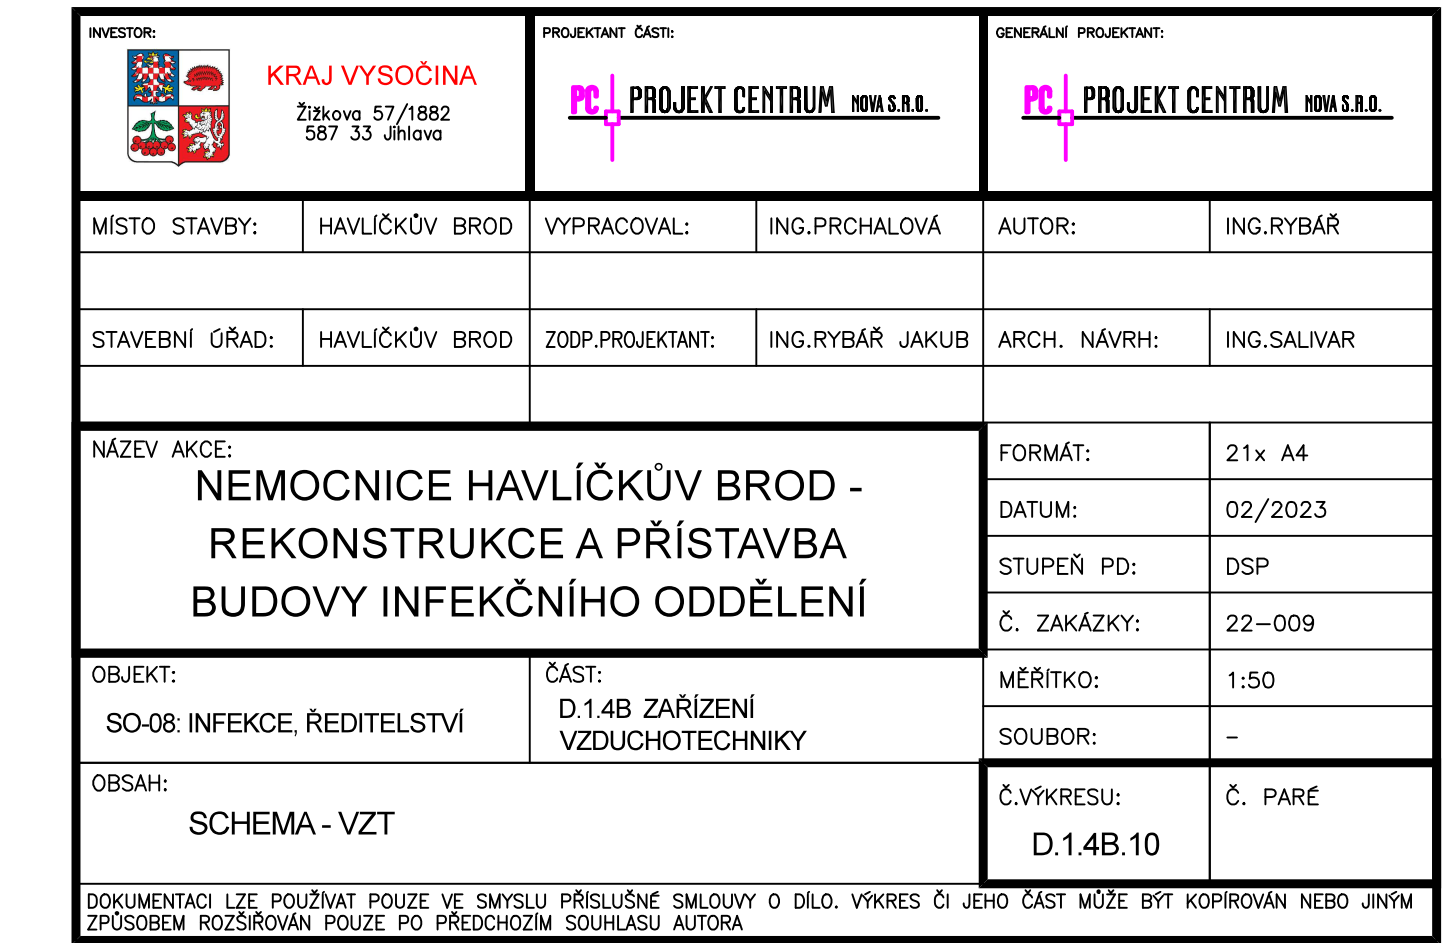 INVESTOR:
KRAJ VYSOČINA
Žižkova 57/1882
587 33 Jihlava
PROJEKTANT ČÁSTI:
PC PROJEKT CENTRUM NOVA S.R.O.
GENERÁLNÍ PROJEKTANT:
PC PROJEKT CENTRUM NOVA S.R.O.
MÍSTO STAVBY: HAVLÍČKŮV BROD VYPRACOVAL: ING.PRCHALOVÁ AUTOR: ING.RYBÁŘ
STAVEBNÍ ÚŘAD: HAVLÍČKŮV BROD ZODP.PROJEKTANT: ING.RYBÁŘ JAKUB ARCH. NÁVRH: ING.SALIVAR
NÁZEV AKCE:
NEMOCNICE HAVLÍČKŮV BROD -
REKONSTRUKCE A PŘÍSTAVBA
BUDOVY INFEKČNÍHO ODDĚLENÍ
FORMÁT: 21x A4
DATUM: 02/2023
STUPEŇ PD: DSP
Č. ZAKÁZKY: 22-009
MĚŘÍTKO: 1:50
SOUBOR: -
OBJEKT:
SO-08: INFEKCE, ŘEDITELSTVÍ
ČÁST:
D.1.4B ZAŘÍZENÍ
VZDUCHOTECHNIKY
OBSAH:
SCHEMA - VZT
Č.VÝKRESU:
D.1.4B.10
Č. PARÉ
DOKUMENTACI LZE POUŽÍVAT POUZE VE SMYSLU PŘÍSLUŠNÉ SMLOUVY O DÍLO. VÝKRES ČI JEHO ČÁST MŮŽE BÝT KOPÍROVÁN NEBO JINÝM
ZPŮSOBEM ROZŠIŘOVÁN POUZE PO PŘEDCHOZÍM SOUHLASU AUTORA